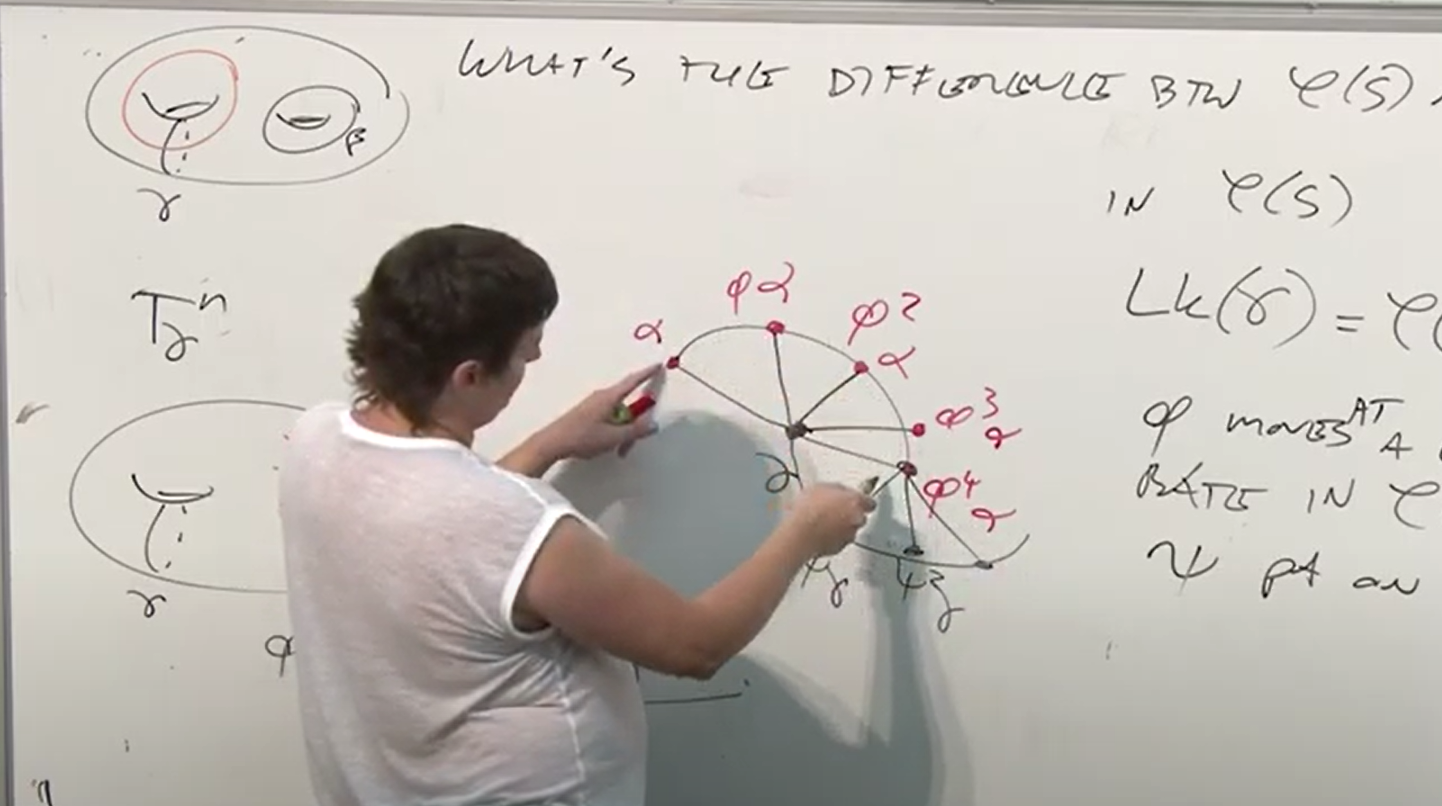 WHAT'S THE DIFFERENCE BTW 𝒞(S)
β
γ
IN 𝒞(S)
T_γ^n
Lk(γ) = 𝒞(
α
φα
φ²α
φ³α
φ⁴α
γ
φ MOVES AT A
RATE IN 𝒞
ψ pA on
ψγ
ψ²γ
γ
φ